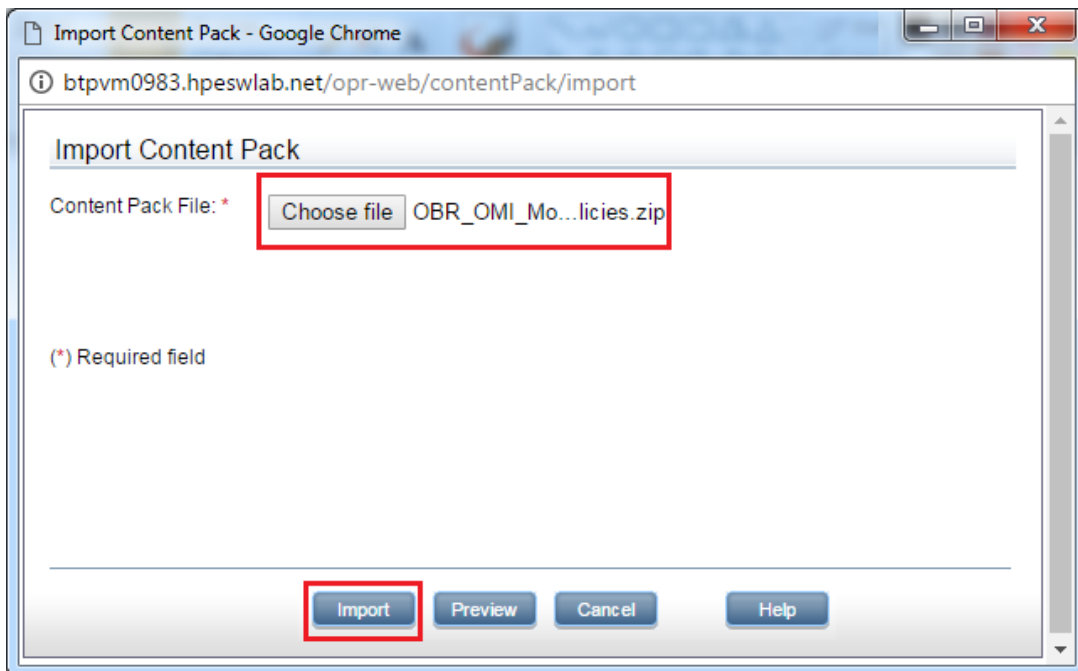 Import Content Pack - Google Chrome
btpvm0983.hpeswlab.net/opr-web/contentPack/import
Import Content Pack
Content Pack File: * Choose file OBR_OMI_Mo...licies.zip
(*) Required field
Import Preview Cancel Help